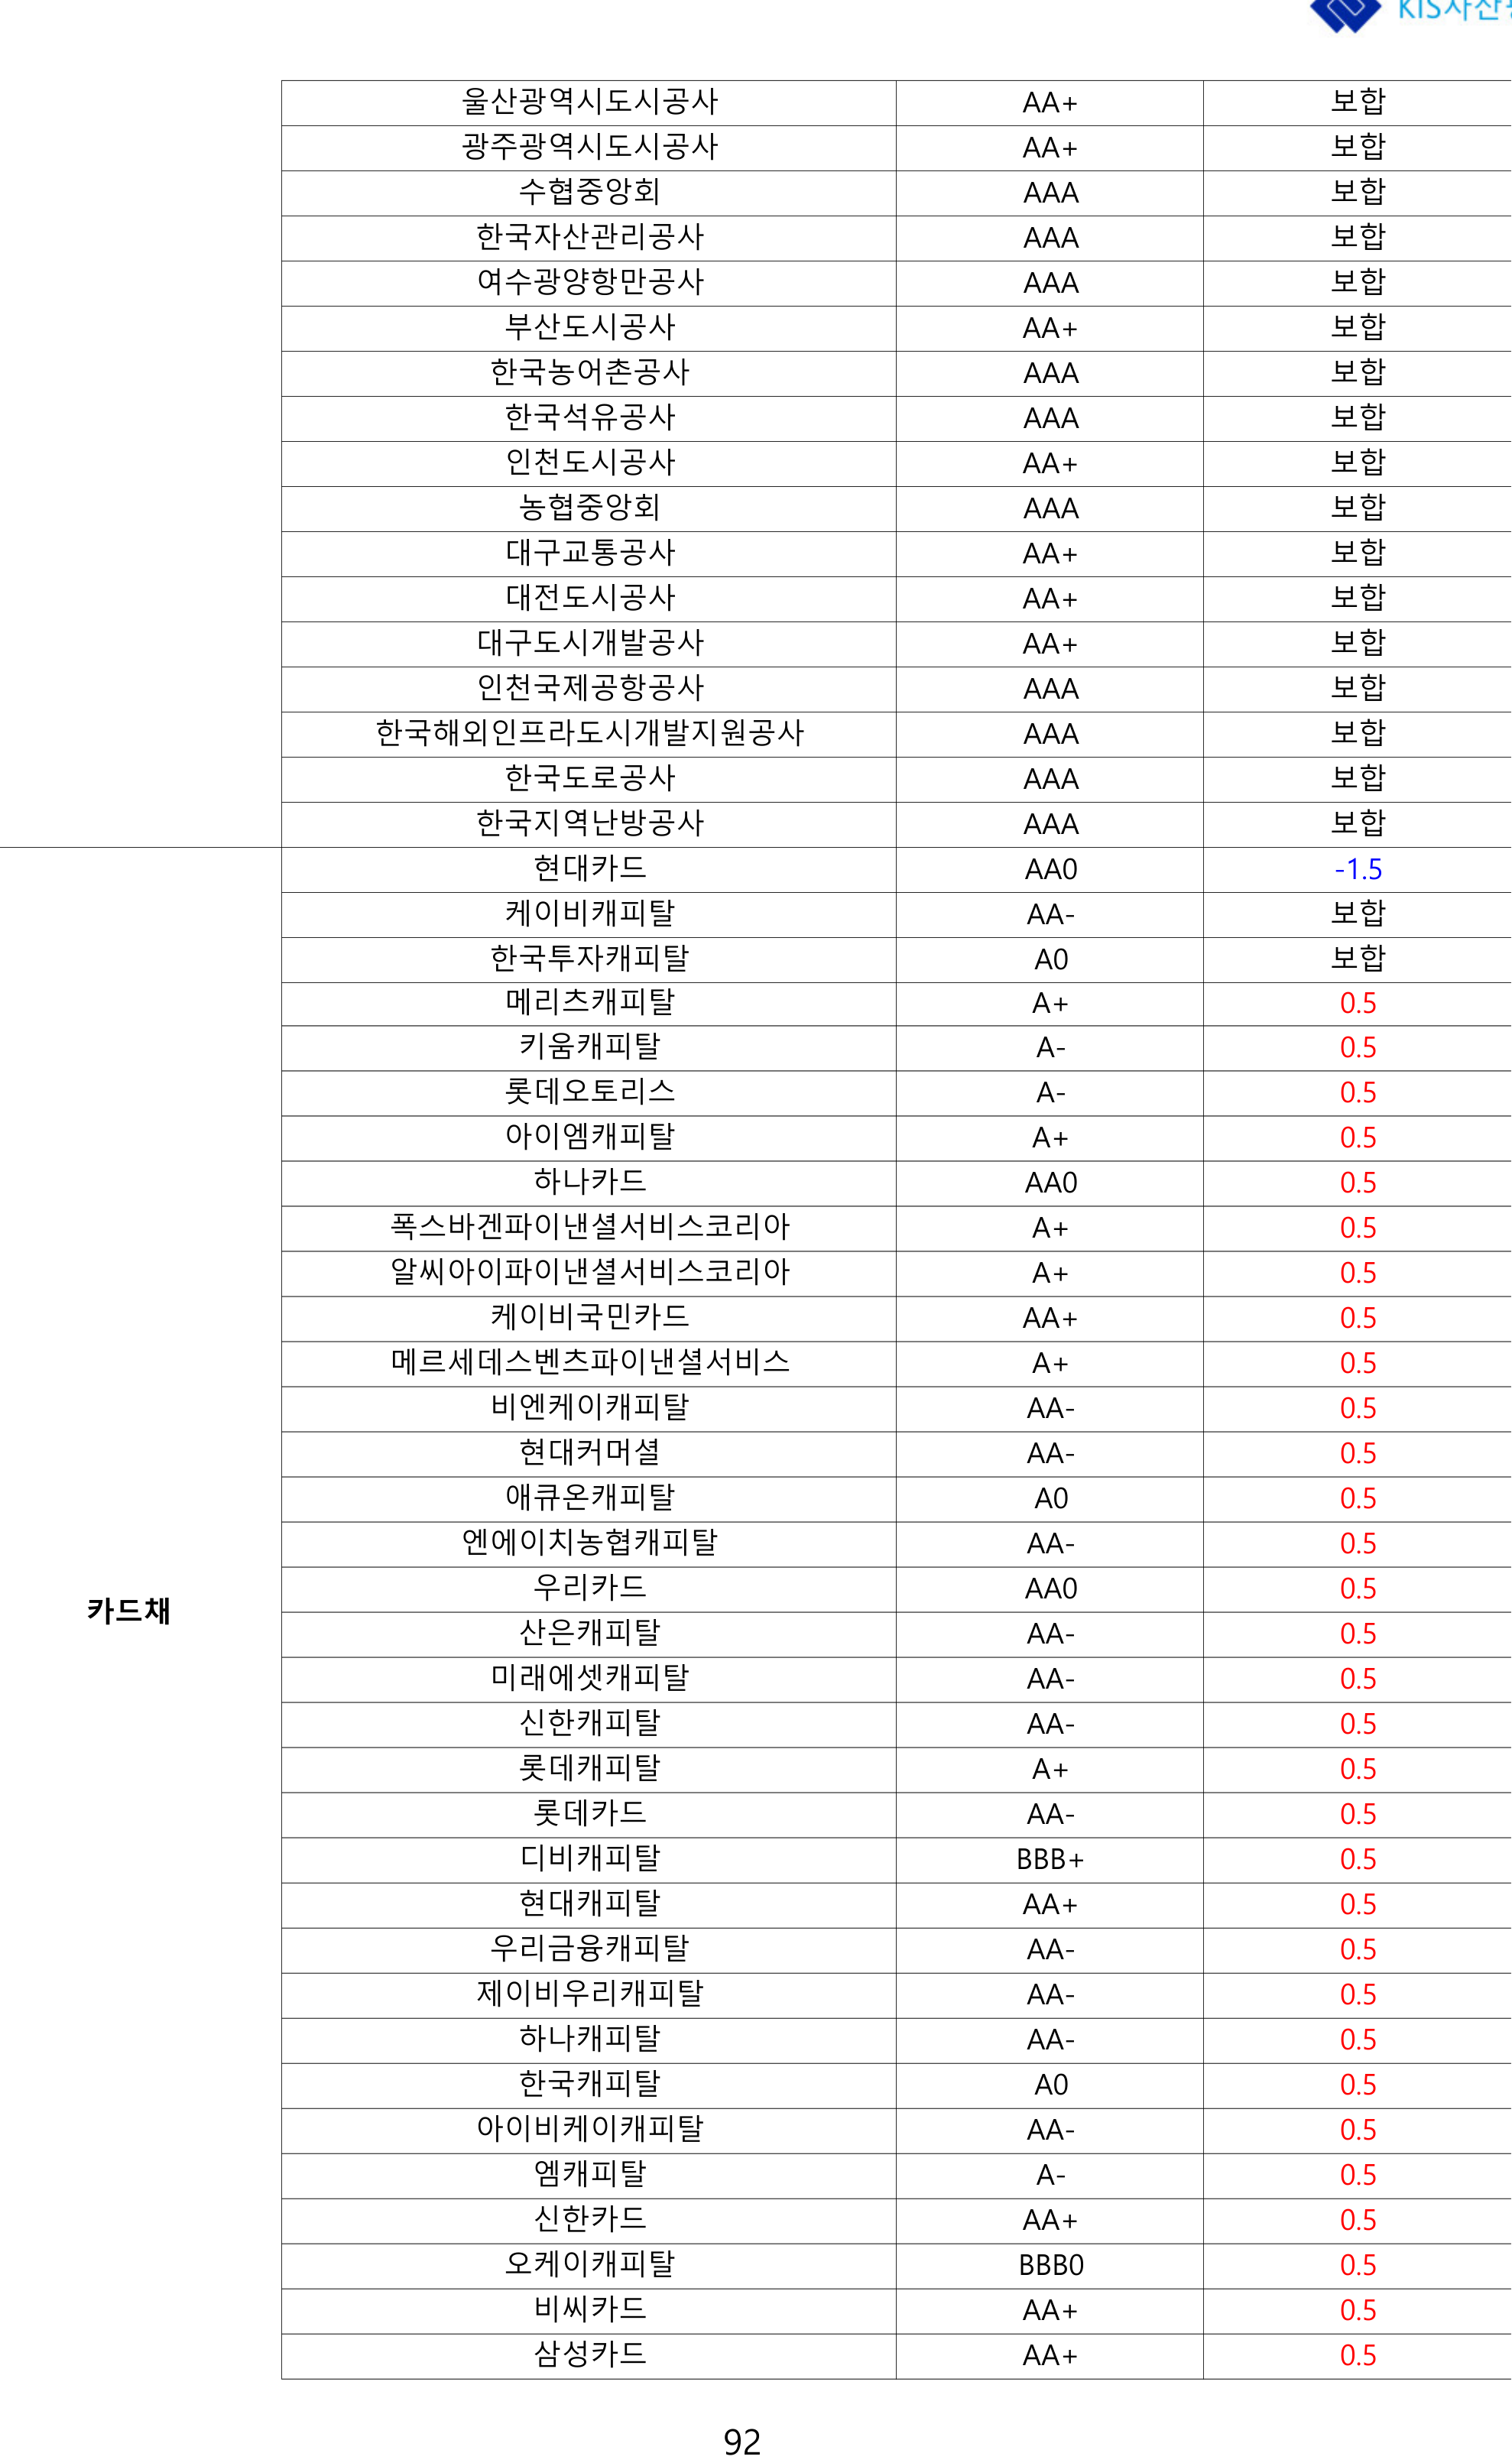 KIS자산
울산광역시도시공사 AA+ 보합
광주광역시도시공사 AA+ 보합
수협중앙회 AAA 보합
한국자산관리공사 AAA 보합
여수광양항만공사 AAA 보합
부산도시공사 AA+ 보합
한국농어촌공사 AAA 보합
한국석유공사 AAA 보합
인천도시공사 AA+ 보합
농협중앙회 AAA 보합
대구교통공사 AA+ 보합
대전도시공사 AA+ 보합
대구도시개발공사 AA+ 보합
인천국제공항공사 AAA 보합
한국해외인프라도시개발지원공사 AAA 보합
한국도로공사 AAA 보합
한국지역난방공사 AAA 보합
현대카드 AA0 -1.5
케이비캐피탈 AA- 보합
한국투자캐피탈 A0 보합
메리츠캐피탈 A+ 0.5
키움캐피탈 A- 0.5
롯데오토리스 A- 0.5
아이엠캐피탈 A+ 0.5
하나카드 AA0 0.5
폭스바겐파이낸셜서비스코리아 A+ 0.5
알씨아이파이낸셜서비스코리아 A+ 0.5
케이비국민카드 AA+ 0.5
메르세데스벤츠파이낸셜서비스 A+ 0.5
비엔케이캐피탈 AA- 0.5
현대커머셜 AA- 0.5
애큐온캐피탈 A0 0.5
엔에이치농협캐피탈 AA- 0.5
우리카드 AA0 0.5
카드채
산은캐피탈 AA- 0.5
미래에셋캐피탈 AA- 0.5
신한캐피탈 AA- 0.5
롯데캐피탈 A+ 0.5
롯데카드 AA- 0.5
디비캐피탈 BBB+ 0.5
현대캐피탈 AA+ 0.5
우리금융캐피탈 AA- 0.5
제이비우리캐피탈 AA- 0.5
하나캐피탈 AA- 0.5
한국캐피탈 A0 0.5
아이비케이캐피탈 AA- 0.5
엠캐피탈 A- 0.5
신한카드 AA+ 0.5
오케이캐피탈 BBB0 0.5
비씨카드 AA+ 0.5
삼성카드 AA+ 0.5
92